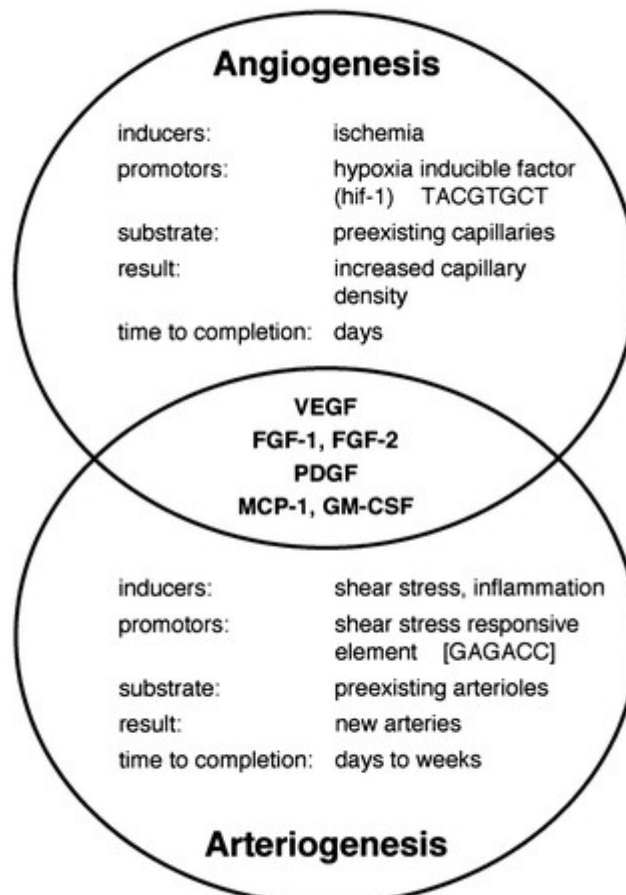 Angiogenesis
inducers: ischemia
promotors: hypoxia inducible factor
(hif-1) TACGTGCT
substrate: preexisting capillaries
result: increased capillary
density
time to completion: days
VEGF
FGF-1, FGF-2
PDGF
MCP-1, GM-CSF
inducers: shear stress, inflammation
promotors: shear stress responsive
element [GAGACC]
substrate: preexisting arterioles
result: new arteries
time to completion: days to weeks
Arteriogenesis